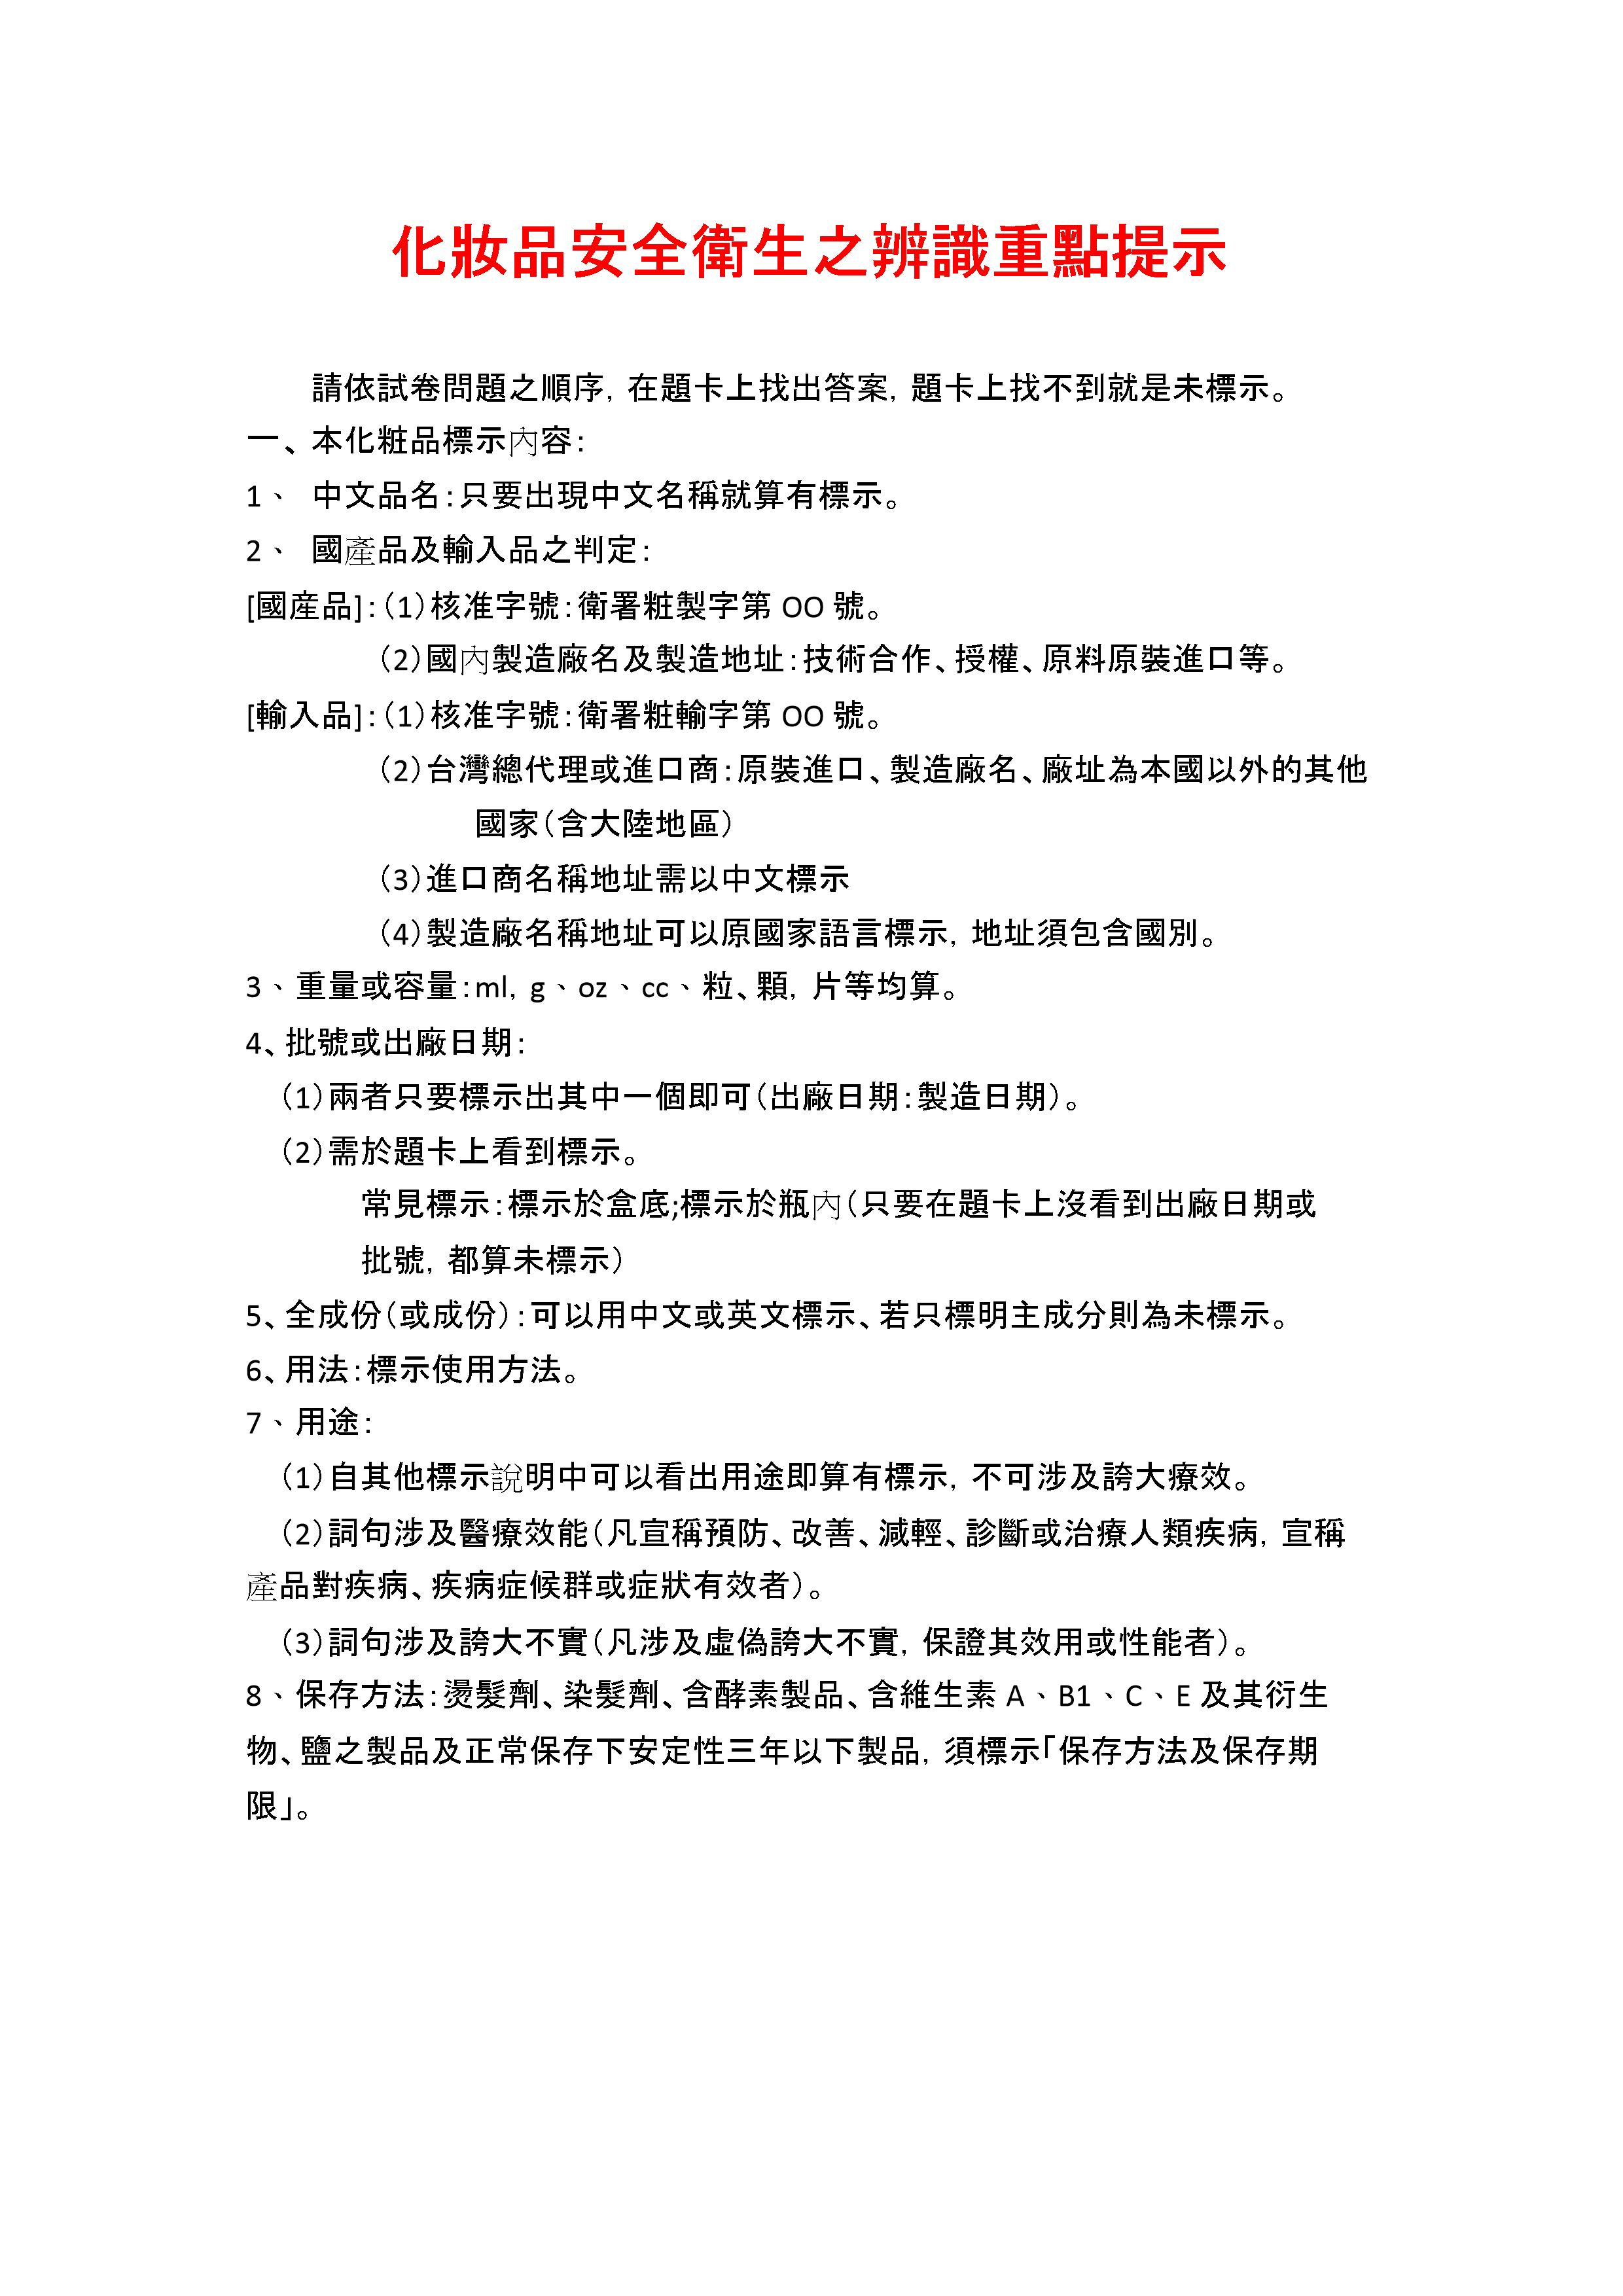 化妝品安全衛生之辨識重點提示
請依試卷問題之順序，在題卡上找出答案，題卡上找不到就是未標示。
一、本化粧品標示內容：
1、 中文品名：只要出現中文名稱就算有標示。
2、 國產品及輸入品之判定：
[國產品]：(1)核准字號：衛署粧製字第 OO 號。
(2)國內製造廠名及製造地址：技術合作、授權、原料原裝進口等。
[輸入品]：(1)核准字號：衛署粧輸字第 OO 號。
(2)台灣總代理或進口商：原裝進口、製造廠名、廠址為本國以外的其他
國家(含大陸地區)
(3)進口商名稱地址需以中文標示
(4)製造廠名稱地址可以原國家語言標示，地址須包含國別。
3、重量或容量：ml，g、oz、cc、粒、顆，片等均算。
4、批號或出廠日期：
(1)兩者只要標示出其中一個即可(出廠日期：製造日期)。
(2)需於題卡上看到標示。
常見標示：標示於盒底;標示於瓶內(只要在題卡上沒看到出廠日期或
批號，都算未標示)
5、全成份(或成份)：可以用中文或英文標示、若只標明主成分則為未標示。
6、用法：標示使用方法。
7、用途：
(1)自其他標示說明中可以看出用途即算有標示，不可涉及誇大療效。
(2)詞句涉及醫療效能(凡宣稱預防、改善、減輕、診斷或治療人類疾病，宣稱
產品對疾病、疾病症候群或症狀有效者)。
(3)詞句涉及誇大不實(凡涉及虛偽誇大不實，保證其效用或性能者)。
8、保存方法：燙髮劑、染髮劑、含酵素製品、含維生素 A、B1、C、E 及其衍生
物、鹽之製品及正常保存下安定性三年以下製品，須標示「保存方法及保存期
限」。